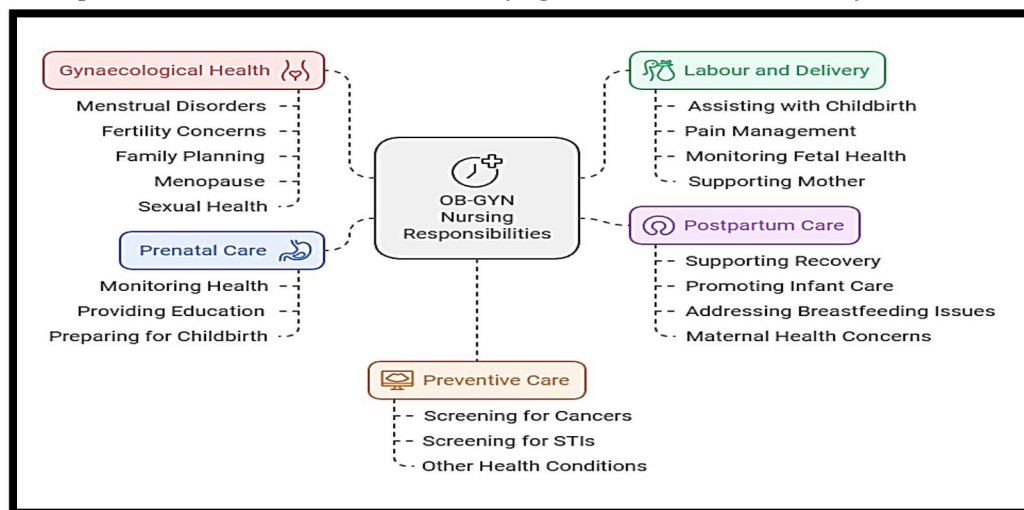 Gynaecological Health
Menstrual Disorders
Fertility Concerns
Family Planning
Menopause
Sexual Health
Prenatal Care
Monitoring Health
Providing Education
Preparing for Childbirth
OB-GYN
Nursing
Responsibilities
Labour and Delivery
Assisting with Childbirth
Pain Management
Monitoring Fetal Health
Supporting Mother
Postpartum Care
Supporting Recovery
Promoting Infant Care
Addressing Breastfeeding Issues
Maternal Health Concerns
Preventive Care
Screening for Cancers
Screening for STIs
Other Health Conditions